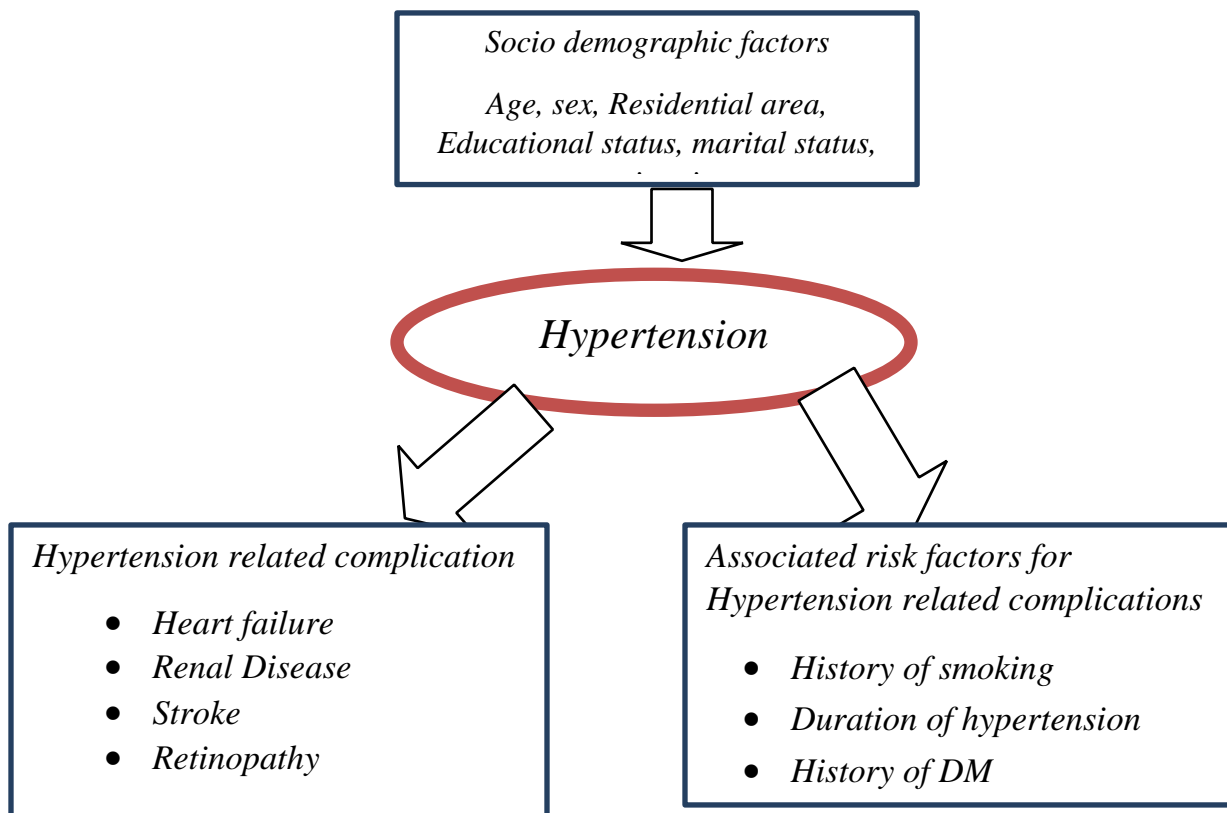 Socio demographic factors
Age, sex, Residential area,
Educational status, marital status,
Hypertension
Hypertension related complication
• Heart failure
• Renal Disease
• Stroke
• Retinopathy
Associated risk factors for
Hypertension related complications
• History of smoking
• Duration of hypertension
• History of DM